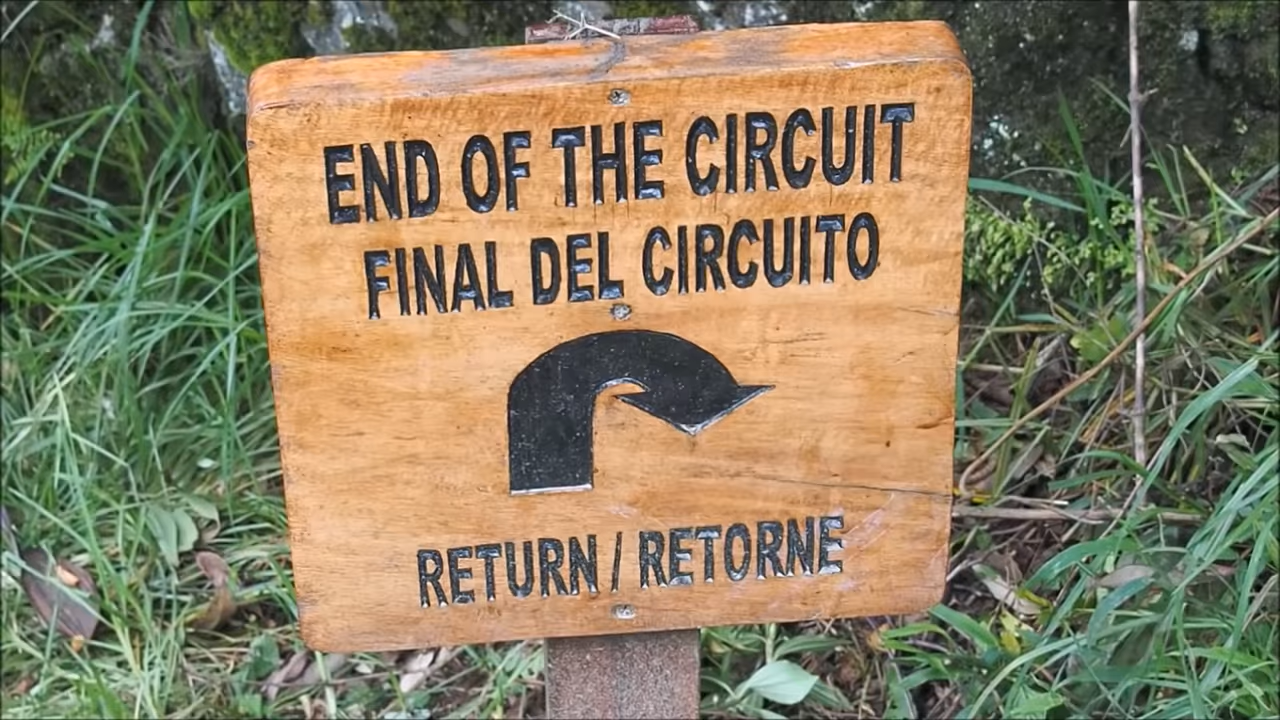 END OF THE CIRCUIT
FINAL DEL CIRCUITO
RETURN / RETORNE